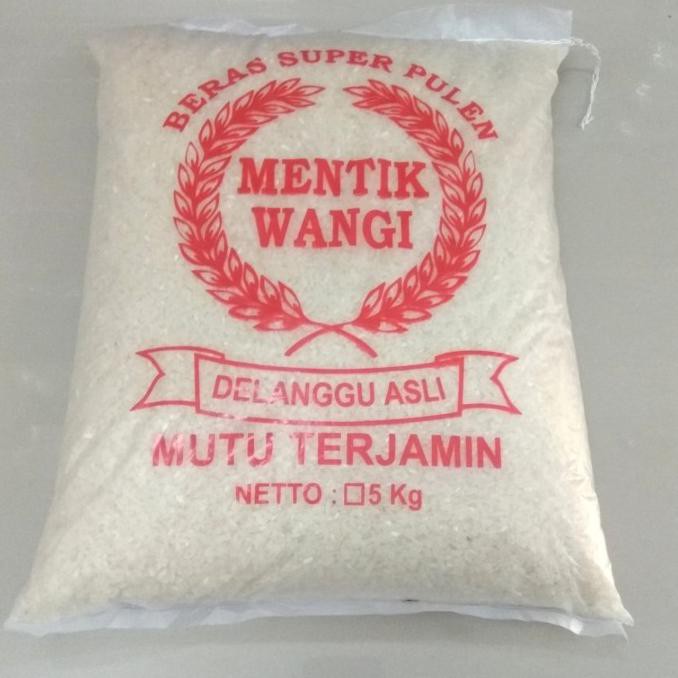 BERAS SUPER PULEN
MENTIK
WANGI
DELANGGU ASLI
MUTU TERJAMIN
NETTO : ☐5 Kg